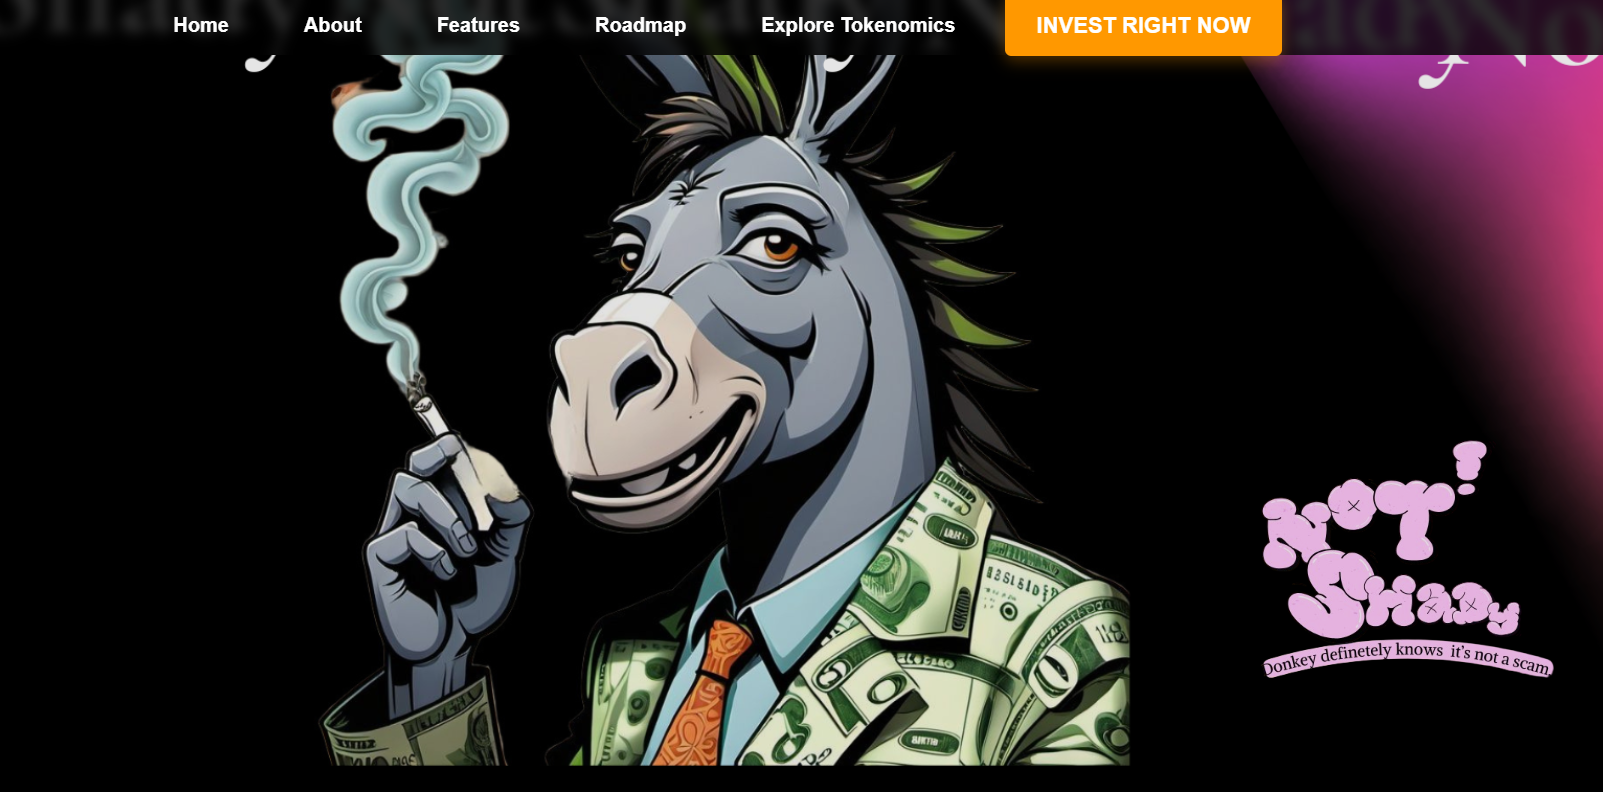 Home About Features Roadmap Explore Tokenomics INVEST RIGHT NOW
NOT!
SHADY
Donkey definetely knows it's not a scam